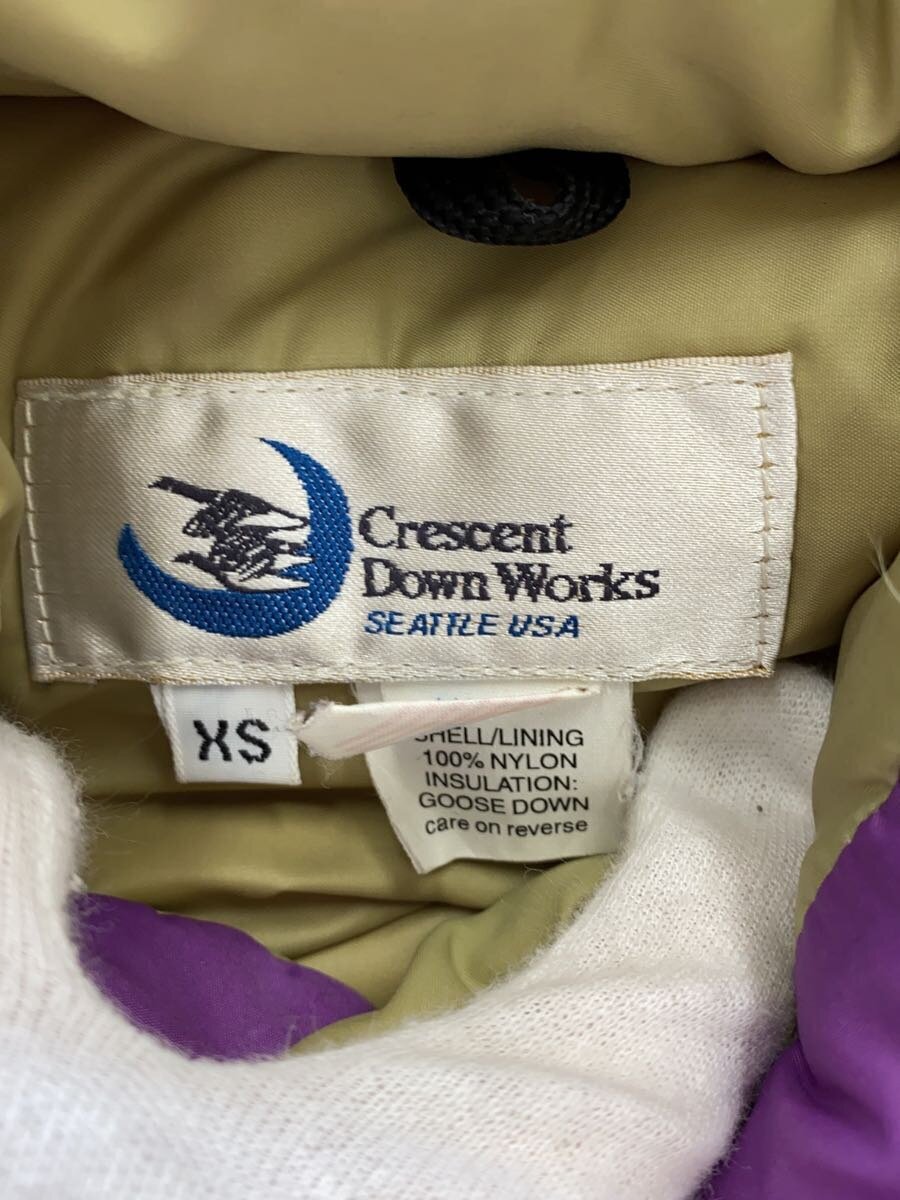 Crescent
Down Works
SEATTLE USA
XS
SHELL/LINING
100% NYLON
INSULATION:
GOOSE DOWN
care on reverse